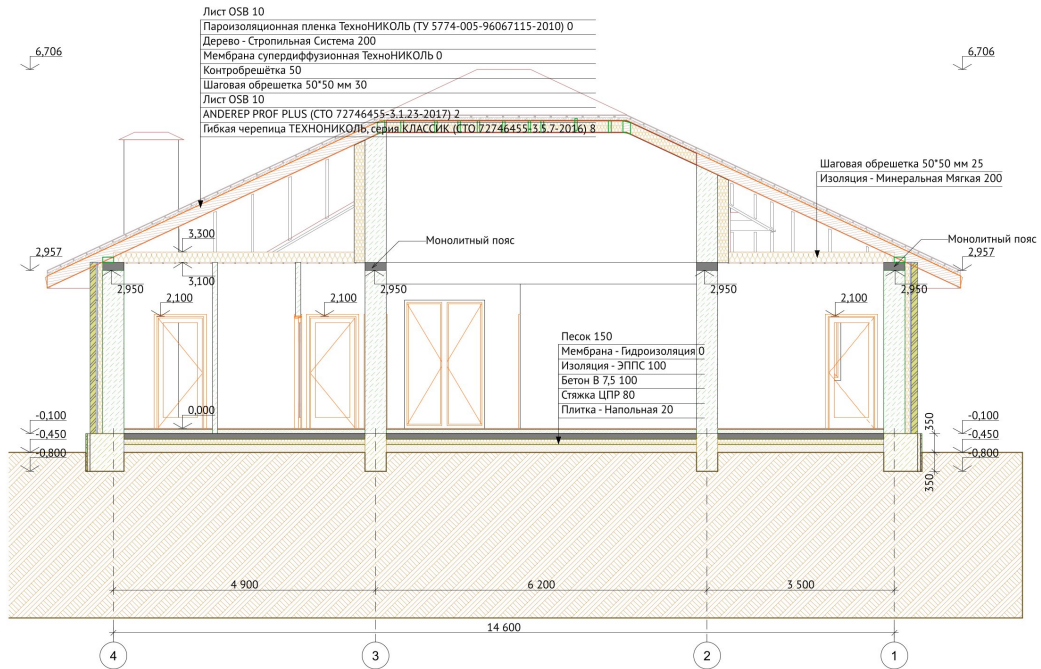 Лист OSB 10
Пароизоляционная пленка ТехноНИКОЛЬ (ТУ 5774-005-96067115-2010) 0
Дерево - Стропильная Система 200
Мембрана супердиффузионная ТехноНИКОЛЬ 0
Контробрешётка 50
Шаговая обрешетка 50*50 мм 30
Лист OSB 10
ANDEREP PROF PLUS (СТО 72746455-3.1.23-2017) 2
Гибкая черепица ТЕХНОНИКОЛЬ, серия КЛАССИК (СТО 72746455-3.5.7-2016) 8
6,706
6,706
Шаговая обрешетка 50*50 мм 25
Изоляция - Минеральная Мягкая 200
3,300
Монолитный пояс
Монолитный пояс
2,957
2,957
3,100
2,950
2,950
2,950
2,950
2,100
2,100
2,100
Песок 150
Мембрана - Гидроизоляция 0
Изоляция - ЭППС 100
Бетон В 7,5 100
Стяжка ЦПР 80
Плитка - Напольная 20
0,000
-0,100
-0,100
-0,450
-0,450
-0,800
-0,800
350
350
4 900
6 200
3 500
14 600
4
3
2
1